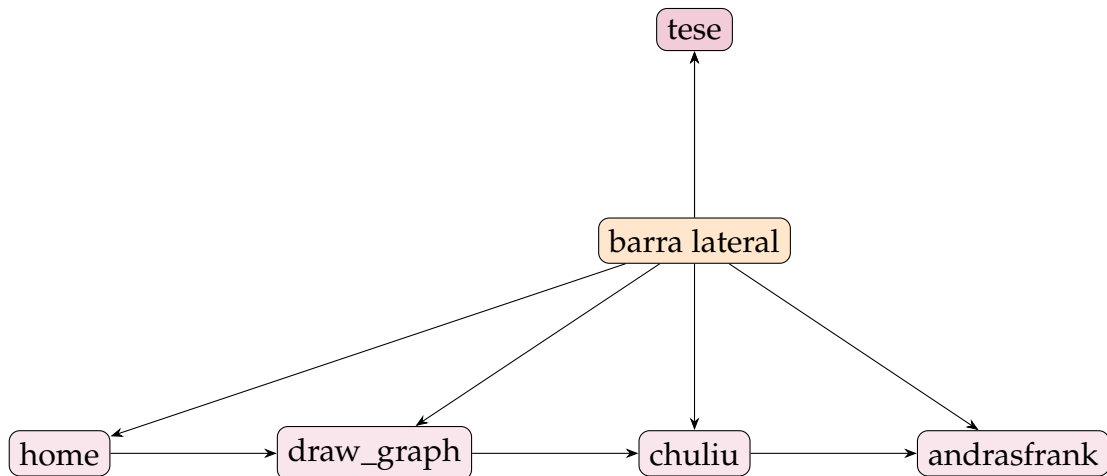 tese
barra lateral
home
draw_graph
chuliu
andrasfrank